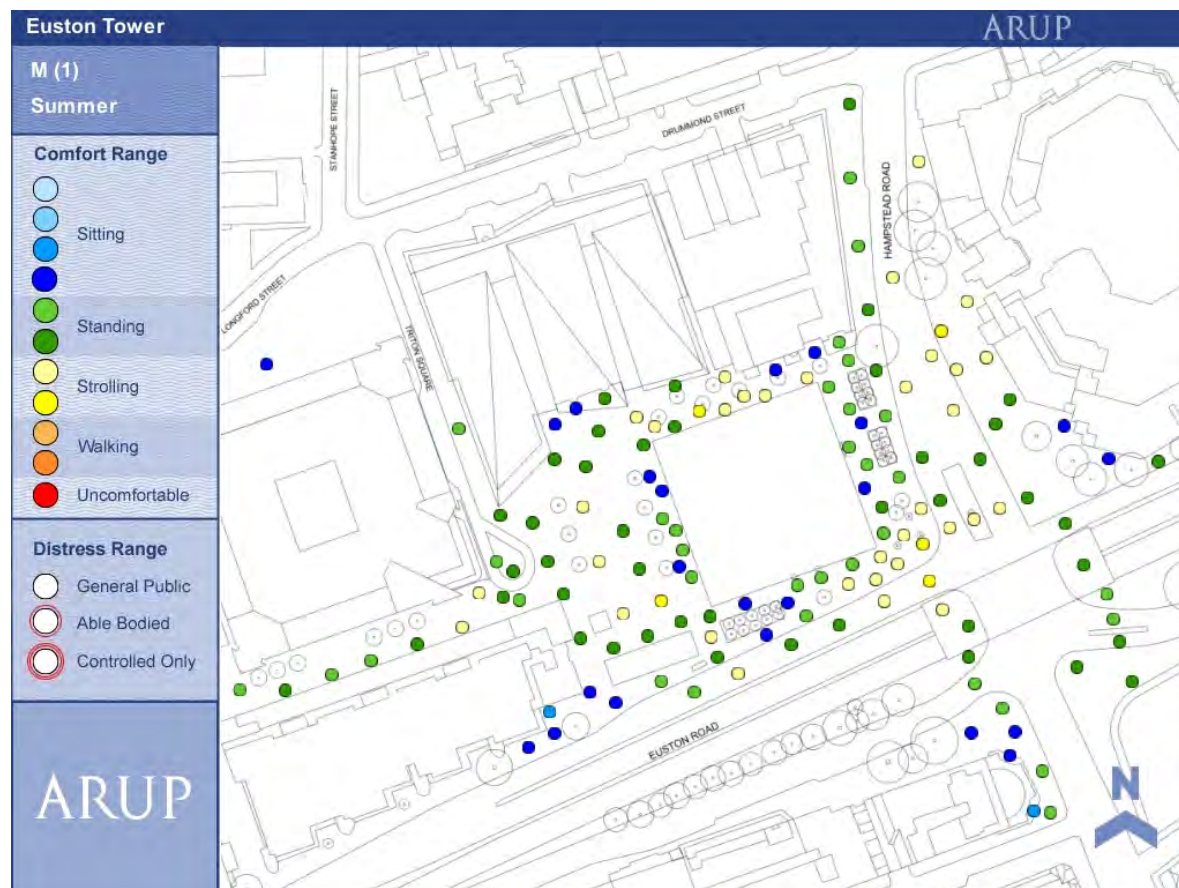 Euston Tower
ARUP
M (1)
Summer
Comfort Range
Sitting
Standing
Strolling
Walking
Uncomfortable
Distress Range
General Public
Able Bodied
Controlled Only
ARUP
STANHOPE STREET
DRUMMOND STREET
HAMPSTEAD ROAD
LONGFORD STREET
TRITON SQUARE
EUSTON ROAD
N